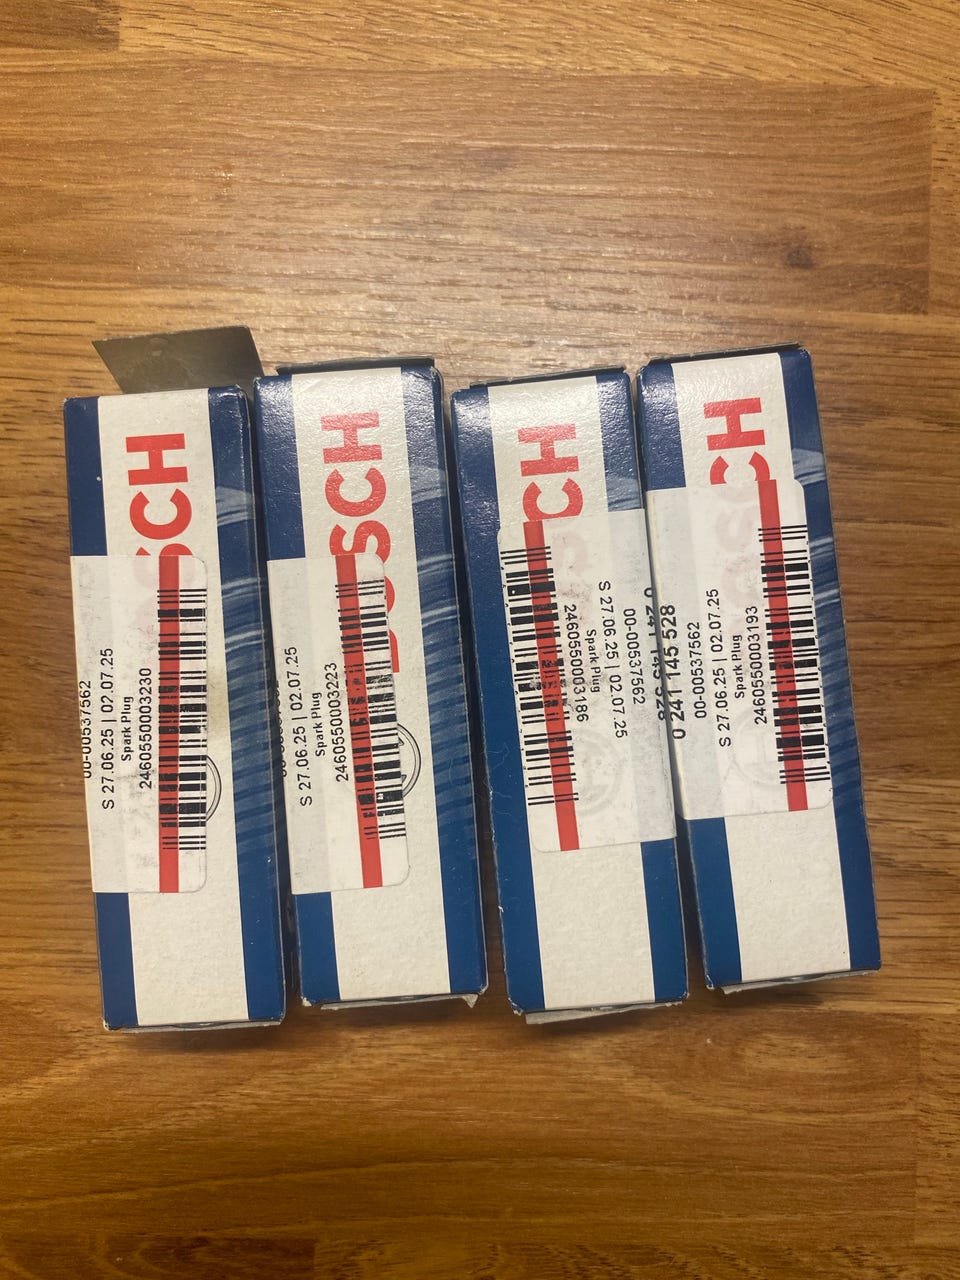 BOSCH
00-00537562
S 27.06.25 | 02.07.25
Spark Plug
2460550003230
BOSCH
S 27.06.25 | 02.07.25
Spark Plug
2460550003223
CH
2460550003186
Spark Plug
S 27.06.25 | 02.07.25
00-00537562
0 241 145 528
CH
0 241 145 528
00-00537562
S 27.06.25 | 02.07.25
Spark Plug
2460550003193